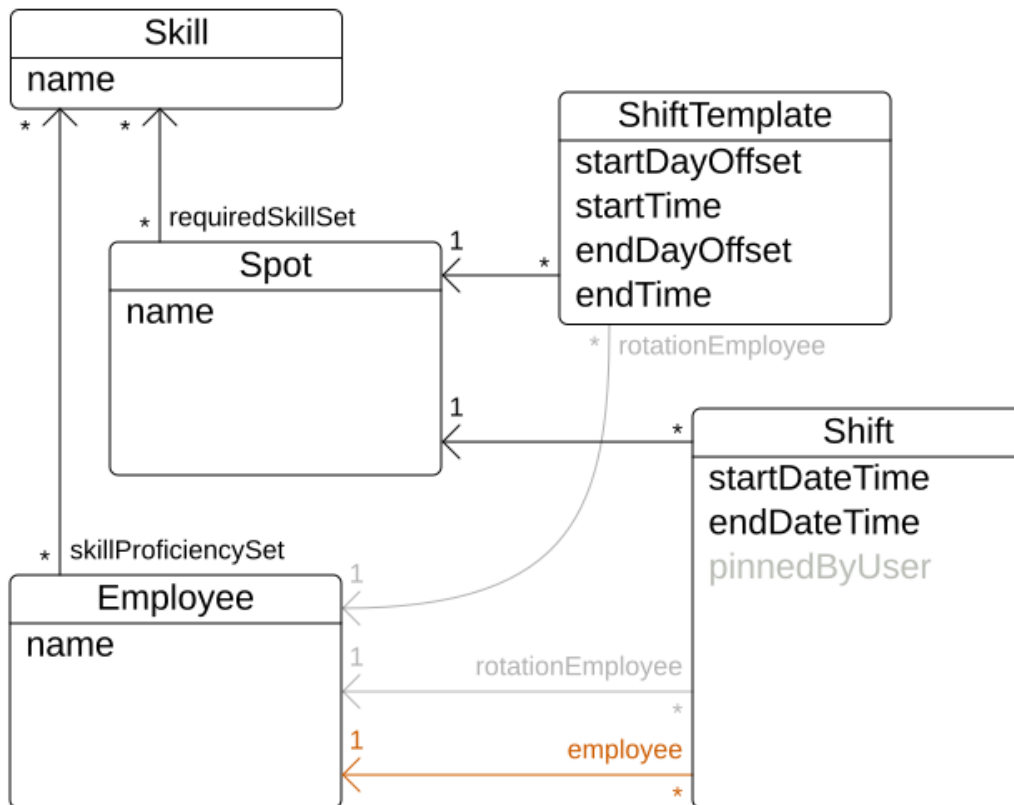 Skill
name
* *
* requiredSkillSet
Spot
name
ShiftTemplate
startDayOffset
startTime
endDayOffset
endTime
1 *
* rotationEmployee
1 *
Shift
startDateTime
endDateTime
pinnedByUser
* skillProficiencySet
Employee
name
1
1 rotationEmployee
*
1 employee
*